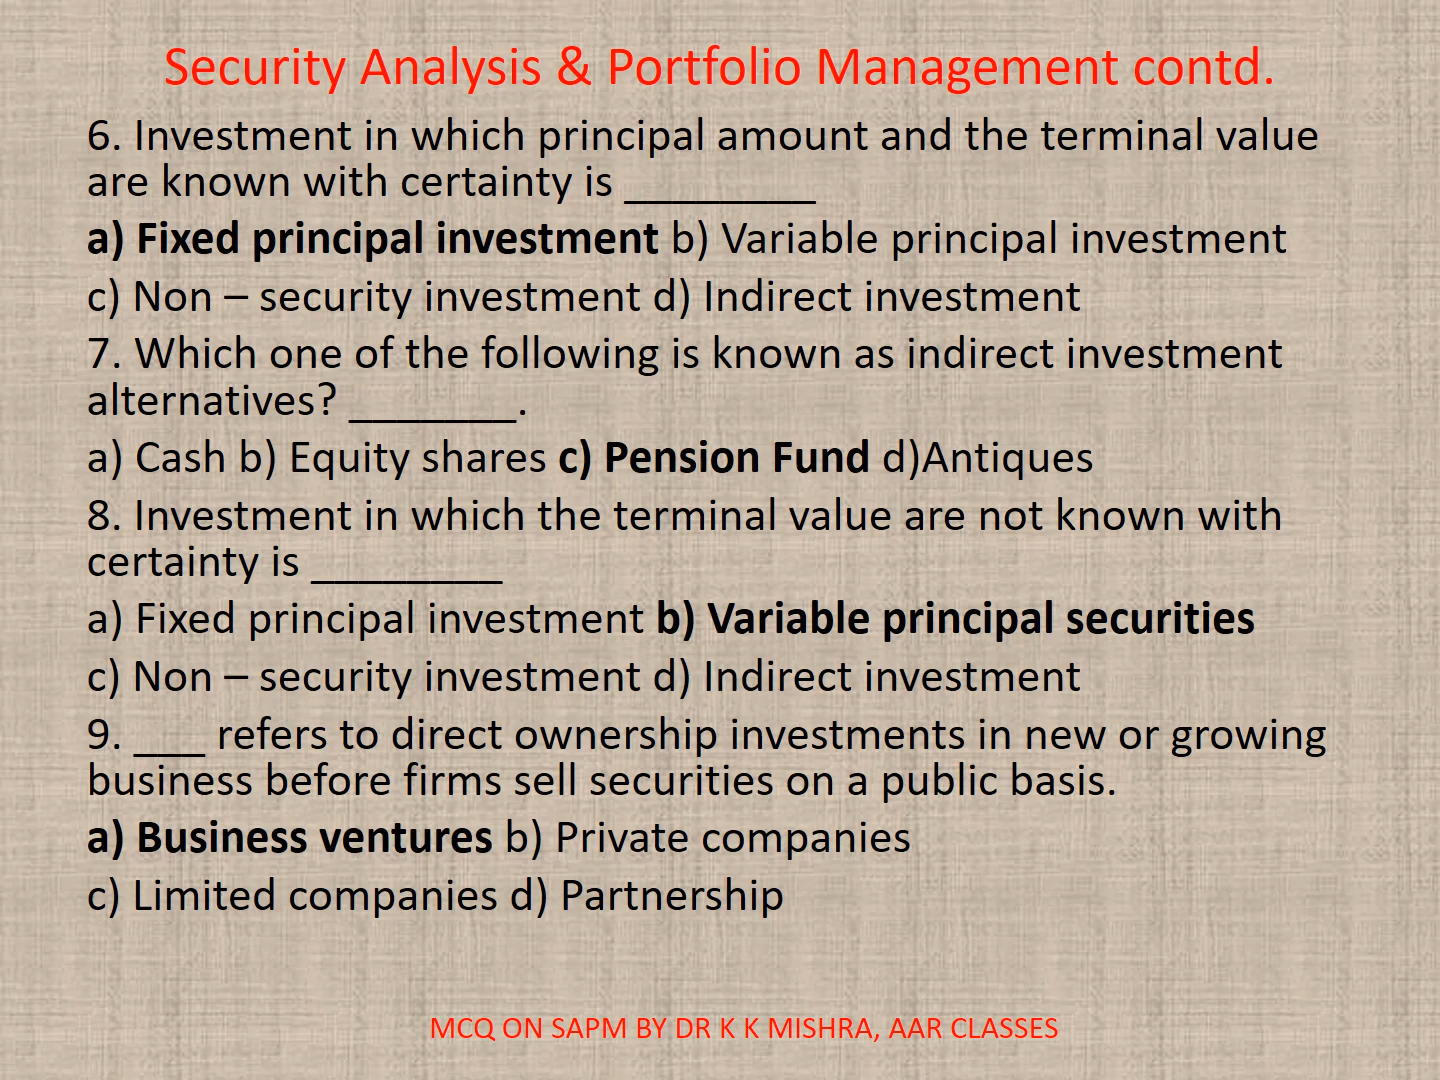 Security Analysis & Portfolio Management contd.
6. Investment in which principal amount and the terminal value
are known with certainty is ________
a) Fixed principal investment b) Variable principal investment
c) Non – security investment d) Indirect investment
7. Which one of the following is known as indirect investment
alternatives? _______.
a) Cash b) Equity shares c) Pension Fund d)Antiques
8. Investment in which the terminal value are not known with
certainty is ________
a) Fixed principal investment b) Variable principal securities
c) Non – security investment d) Indirect investment
9. ___ refers to direct ownership investments in new or growing
business before firms sell securities on a public basis.
a) Business ventures b) Private companies
c) Limited companies d) Partnership
MCQ ON SAPM BY DR K K MISHRA, AAR CLASSES